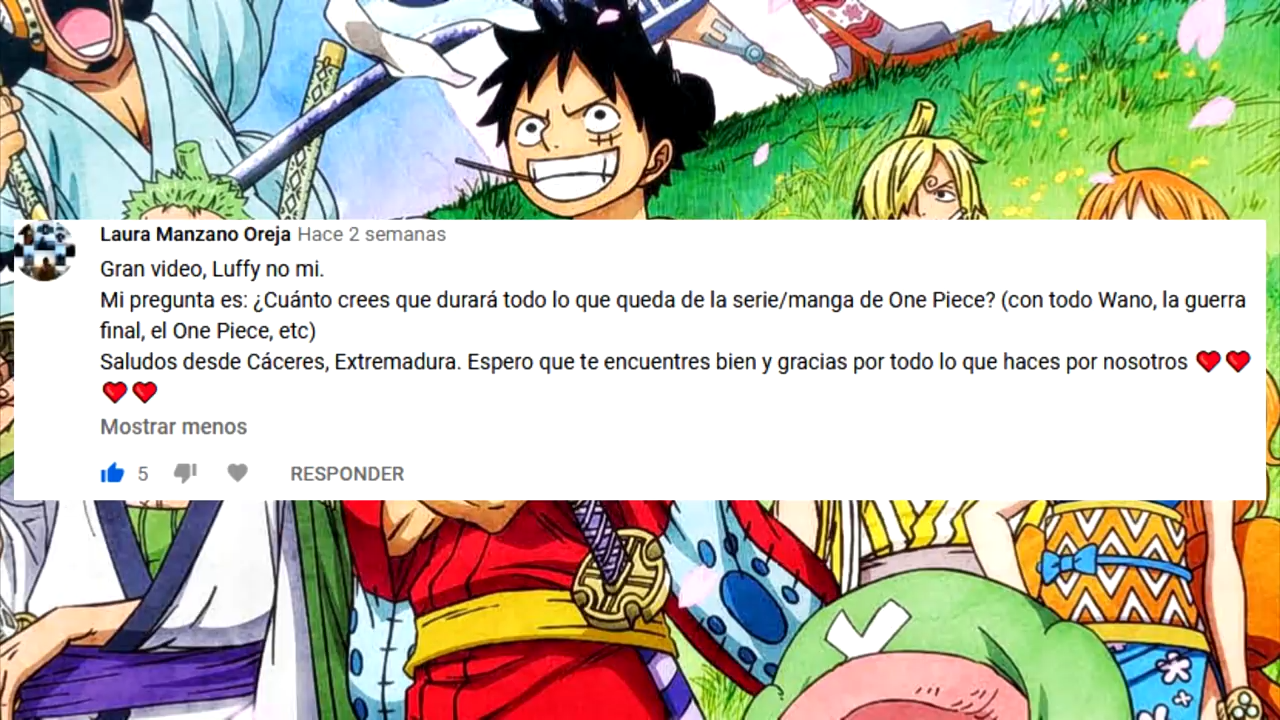 Laura Manzano Oreja Hace 2 semanas
Gran video, Luffy no mi.
Mi pregunta es: ¿Cuánto crees que durará todo lo que queda de la serie/manga de One Piece? (con todo Wano, la guerra
final, el One Piece, etc)
Saludos desde Cáceres, Extremadura. Espero que te encuentres bien y gracias por todo lo que haces por nosotros ❤❤
❤❤
Mostrar menos
5 RESPONDER